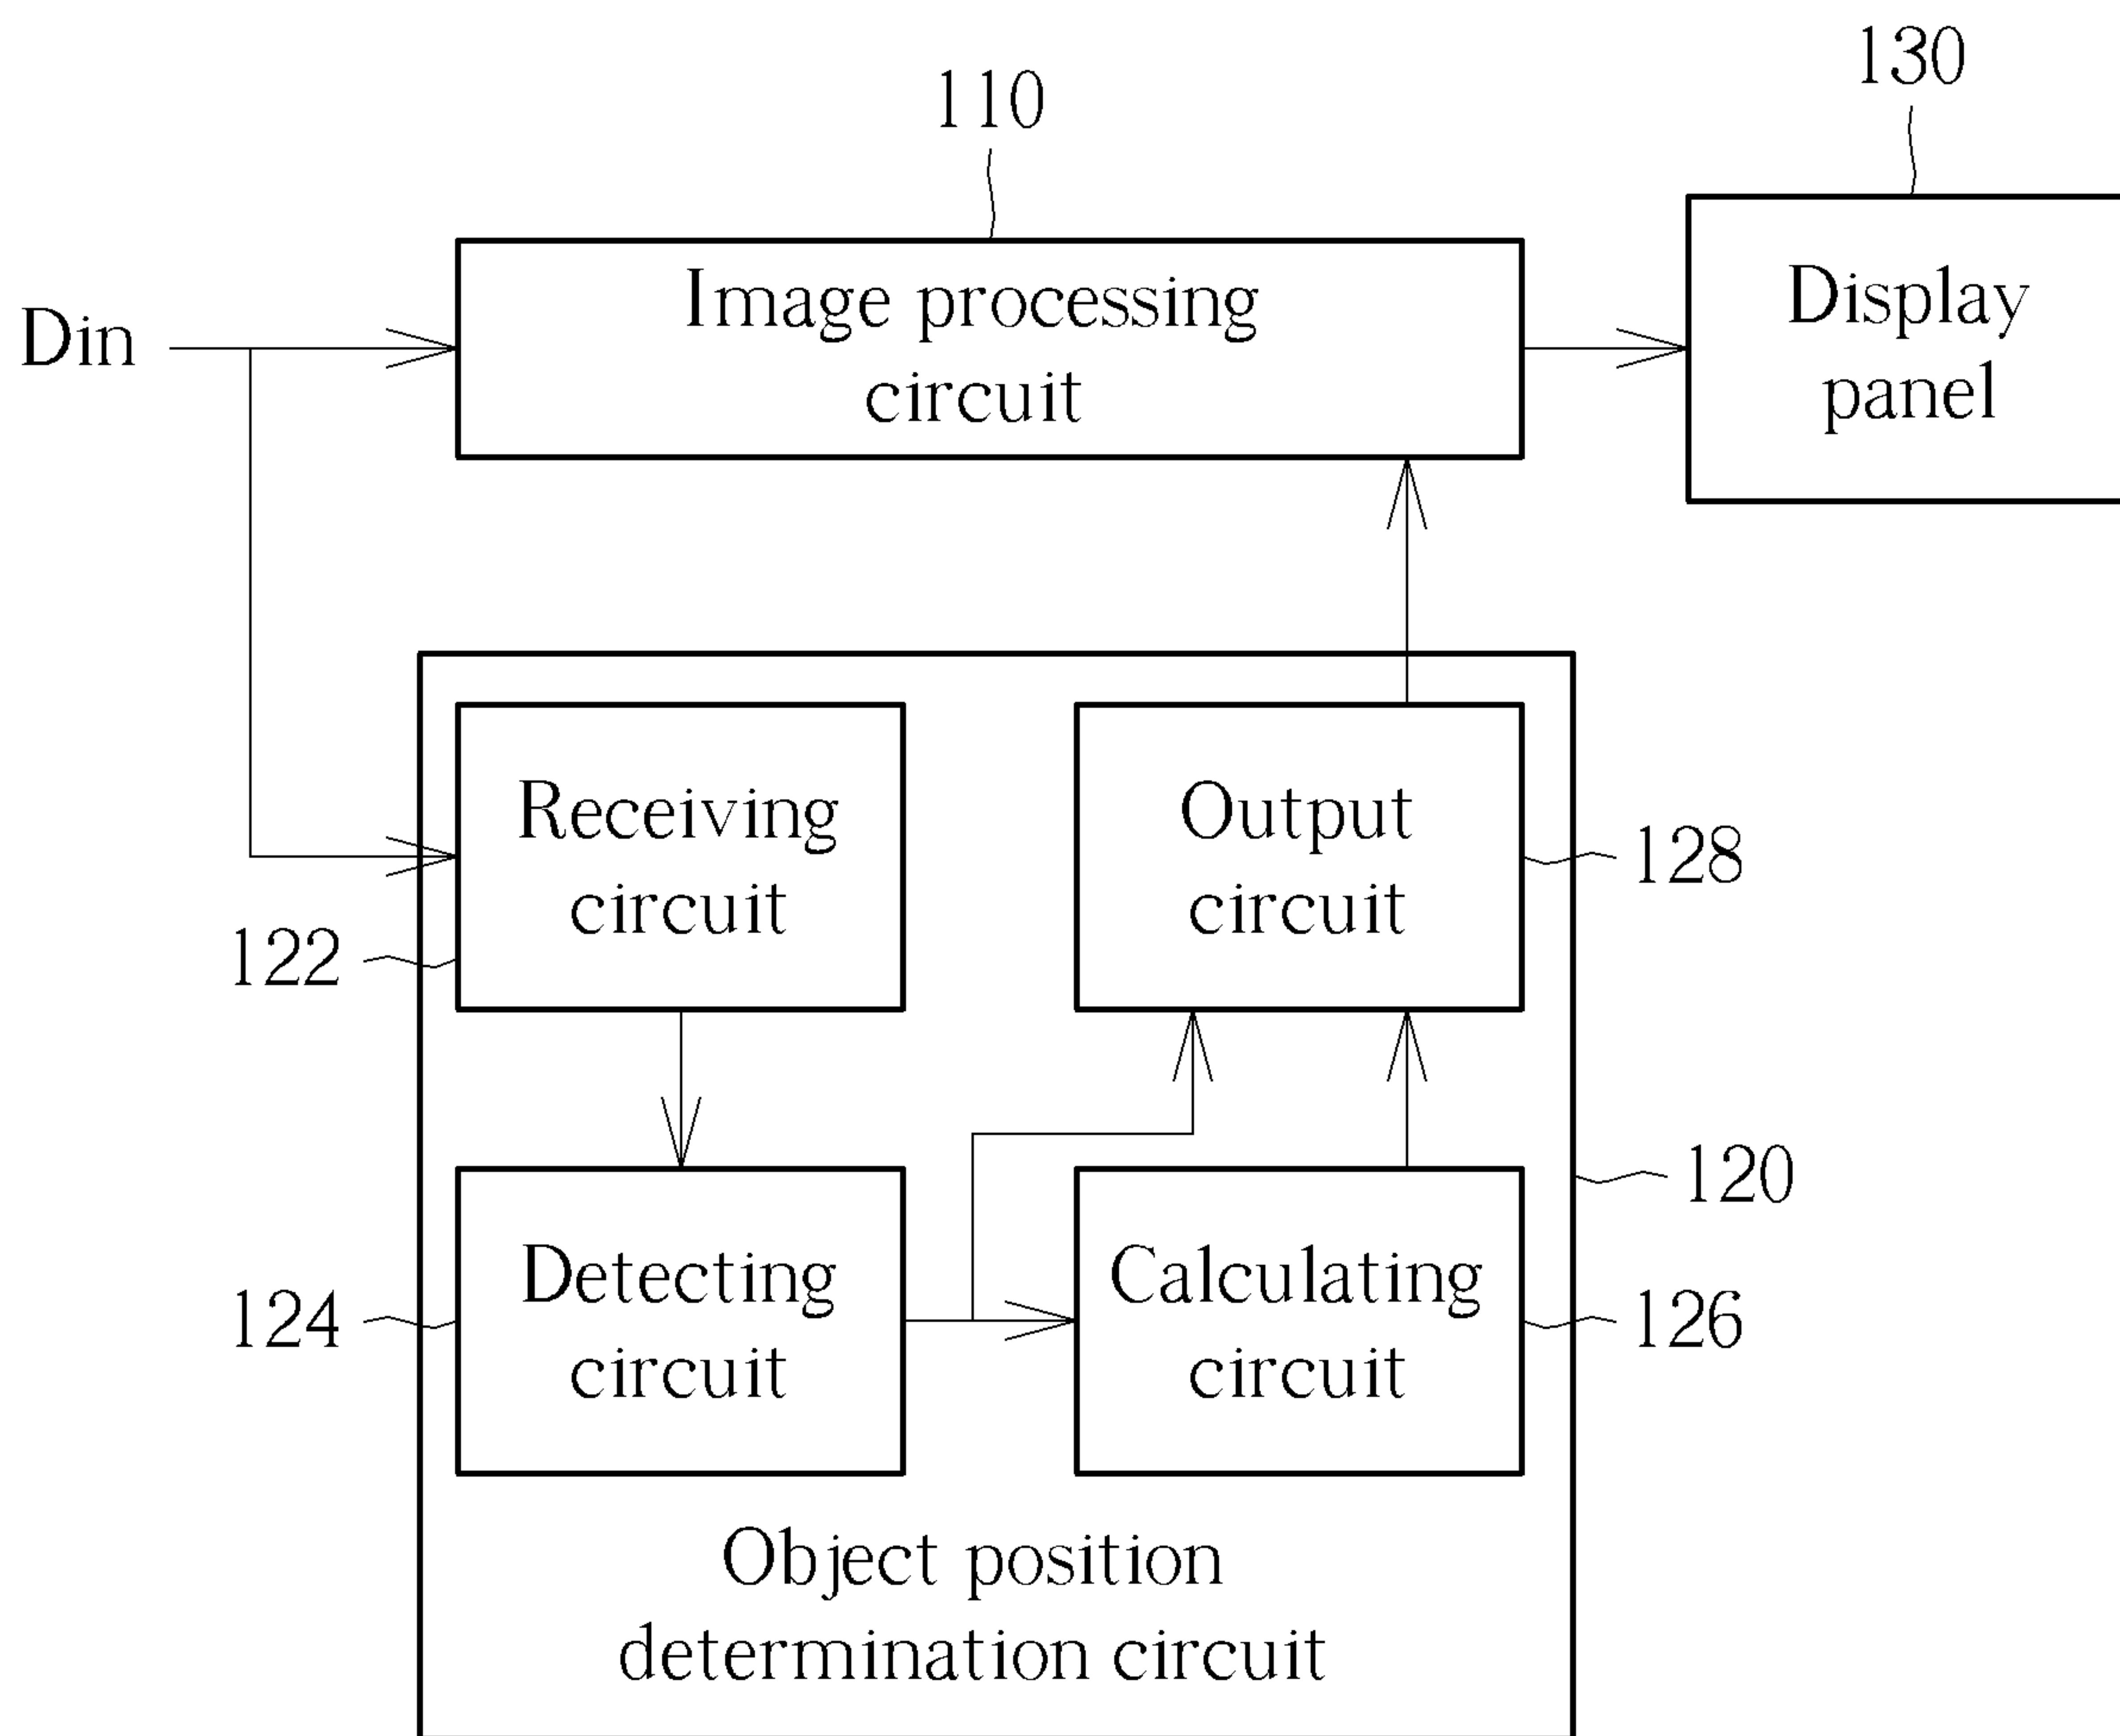 130
110
Din
Image processing
circuit
Display
panel
Receiving
circuit
Output
circuit
128
122
120
Detecting
circuit
Calculating
circuit
124
126
Object position
determination circuit